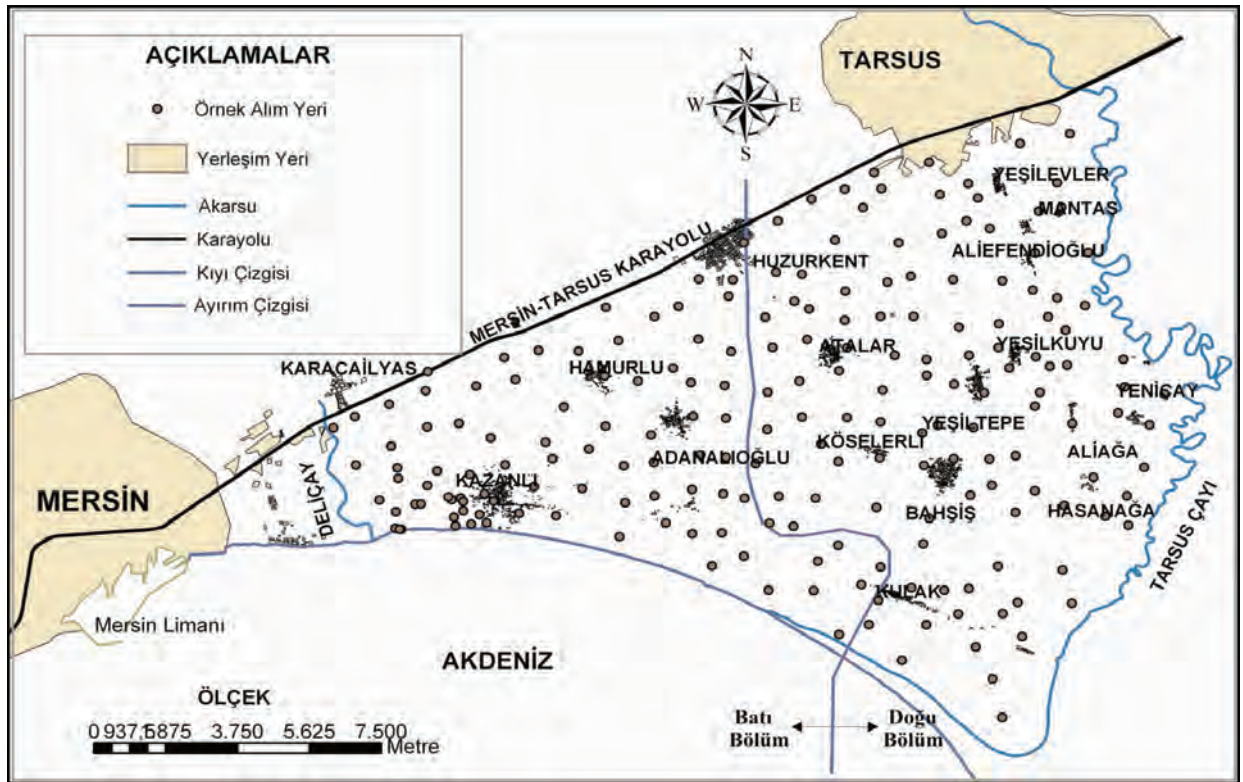 AÇIKLAMALAR
Örnek Alım Yeri
Yerleşim Yeri
Akarsu
Karayolu
Kıyı Çizgisi
Ayırım Çizgisi
N
W E
S
TARSUS
YEŞİLEVLER
MANTAŞ
ALİEFENDİOĞLU
HUZURKENT
MERSİN-TARSUS KARAYOLU
ATALAR
YEŞİLKUYU
KARACAİLYAS
HAMURLU
YENİÇAY
YEŞİLTEPE
KÖSELERLİ
ADANALIOĞLU
ALİAĞA
KAZANLI
MERSİN
DELİÇAY
BAHŞİŞ
HASANAĞA
TARSUS ÇAYI
KULAK
Mersin Limanı
AKDENİZ
ÖLÇEK
0 937,51.875 3.750 5.625 7.500
Metre
Batı
Bölüm
Doğu
Bölüm